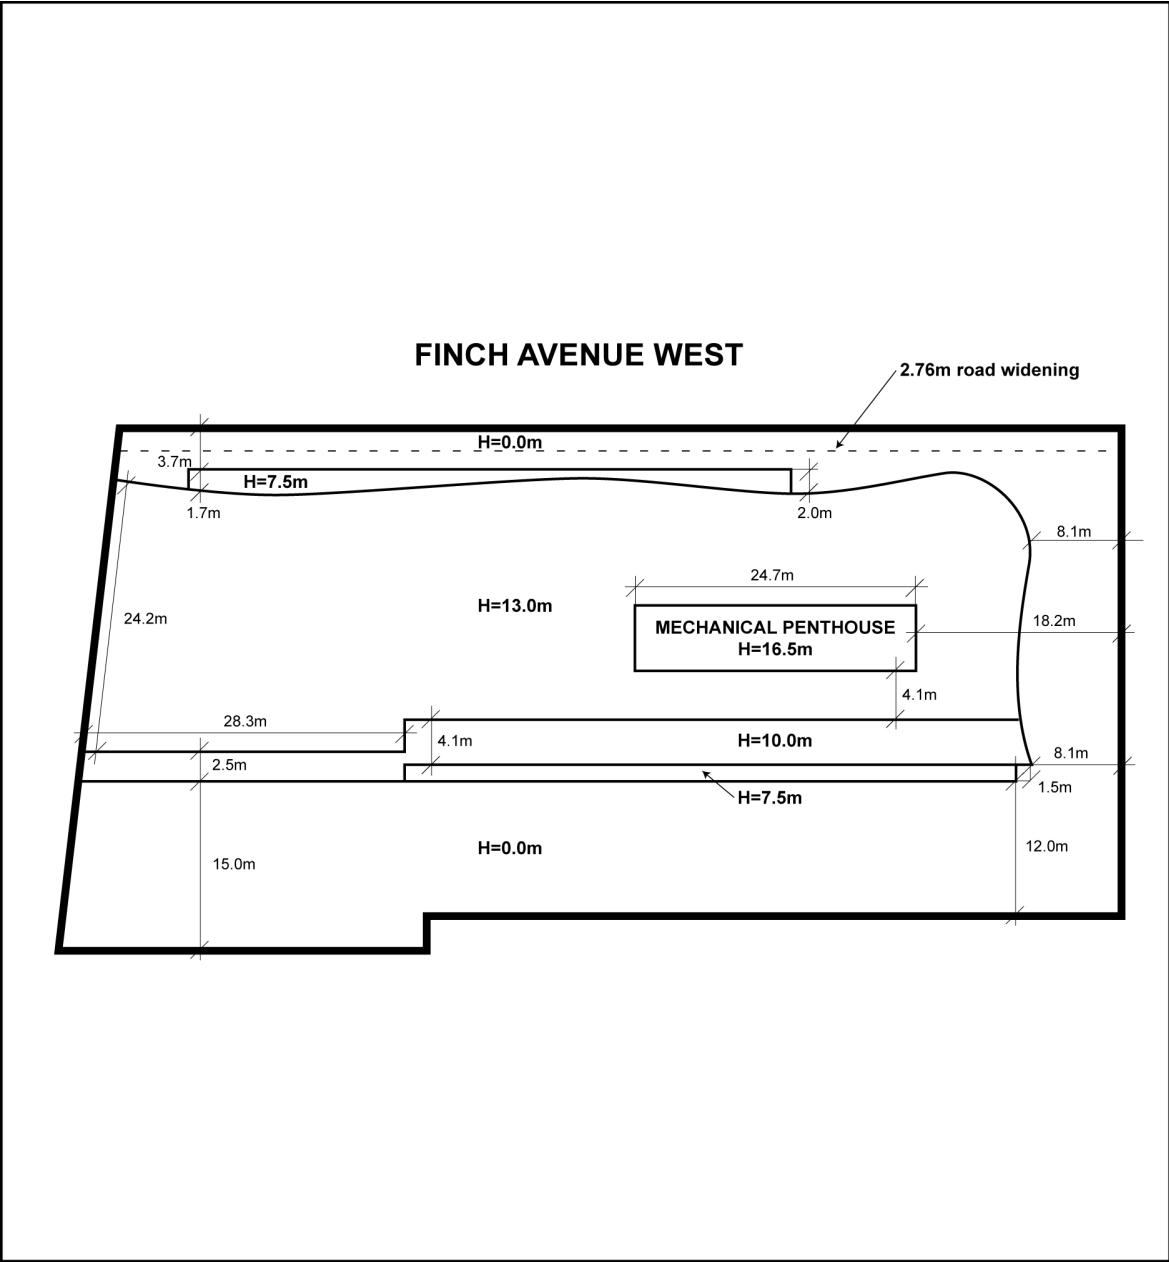 FINCH AVENUE WEST
2.76m road widening
H=0.0m
3.7m
H=7.5m
1.7m
2.0m
8.1m
24.7m
24.2m
H=13.0m
MECHANICAL PENTHOUSE
H=16.5m
18.2m
4.1m
28.3m
4.1m
H=10.0m
8.1m
2.5m
1.5m
H=7.5m
H=0.0m
12.0m
15.0m